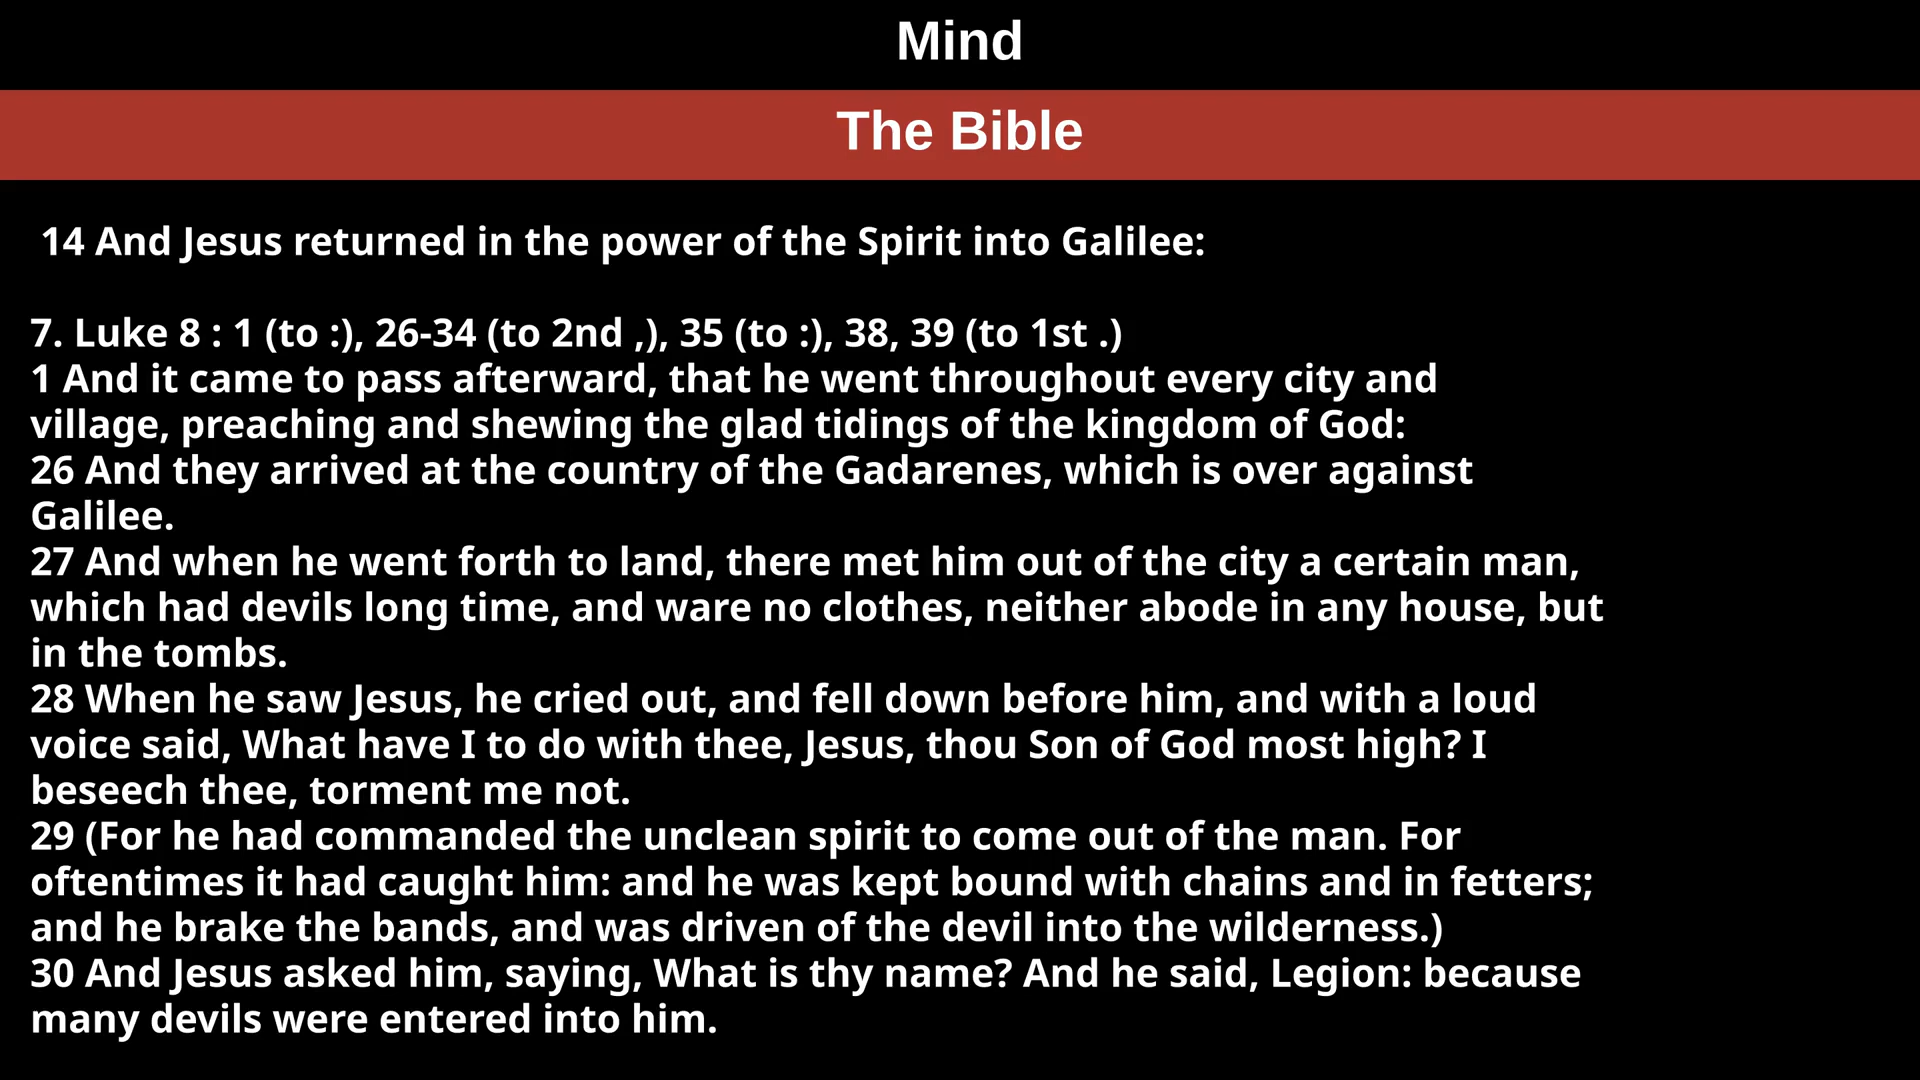 Mind
The Bible
14 And Jesus returned in the power of the Spirit into Galilee:
7. Luke 8 : 1 (to :), 26-34 (to 2nd ,), 35 (to :), 38, 39 (to 1st .)
1 And it came to pass afterward, that he went throughout every city and
village, preaching and shewing the glad tidings of the kingdom of God:
26 And they arrived at the country of the Gadarenes, which is over against
Galilee.
27 And when he went forth to land, there met him out of the city a certain man,
which had devils long time, and ware no clothes, neither abode in any house, but
in the tombs.
28 When he saw Jesus, he cried out, and fell down before him, and with a loud
voice said, What have I to do with thee, Jesus, thou Son of God most high? I
beseech thee, torment me not.
29 (For he had commanded the unclean spirit to come out of the man. For
oftentimes it had caught him: and he was kept bound with chains and in fetters;
and he brake the bands, and was driven of the devil into the wilderness.)
30 And Jesus asked him, saying, What is thy name? And he said, Legion: because
many devils were entered into him.